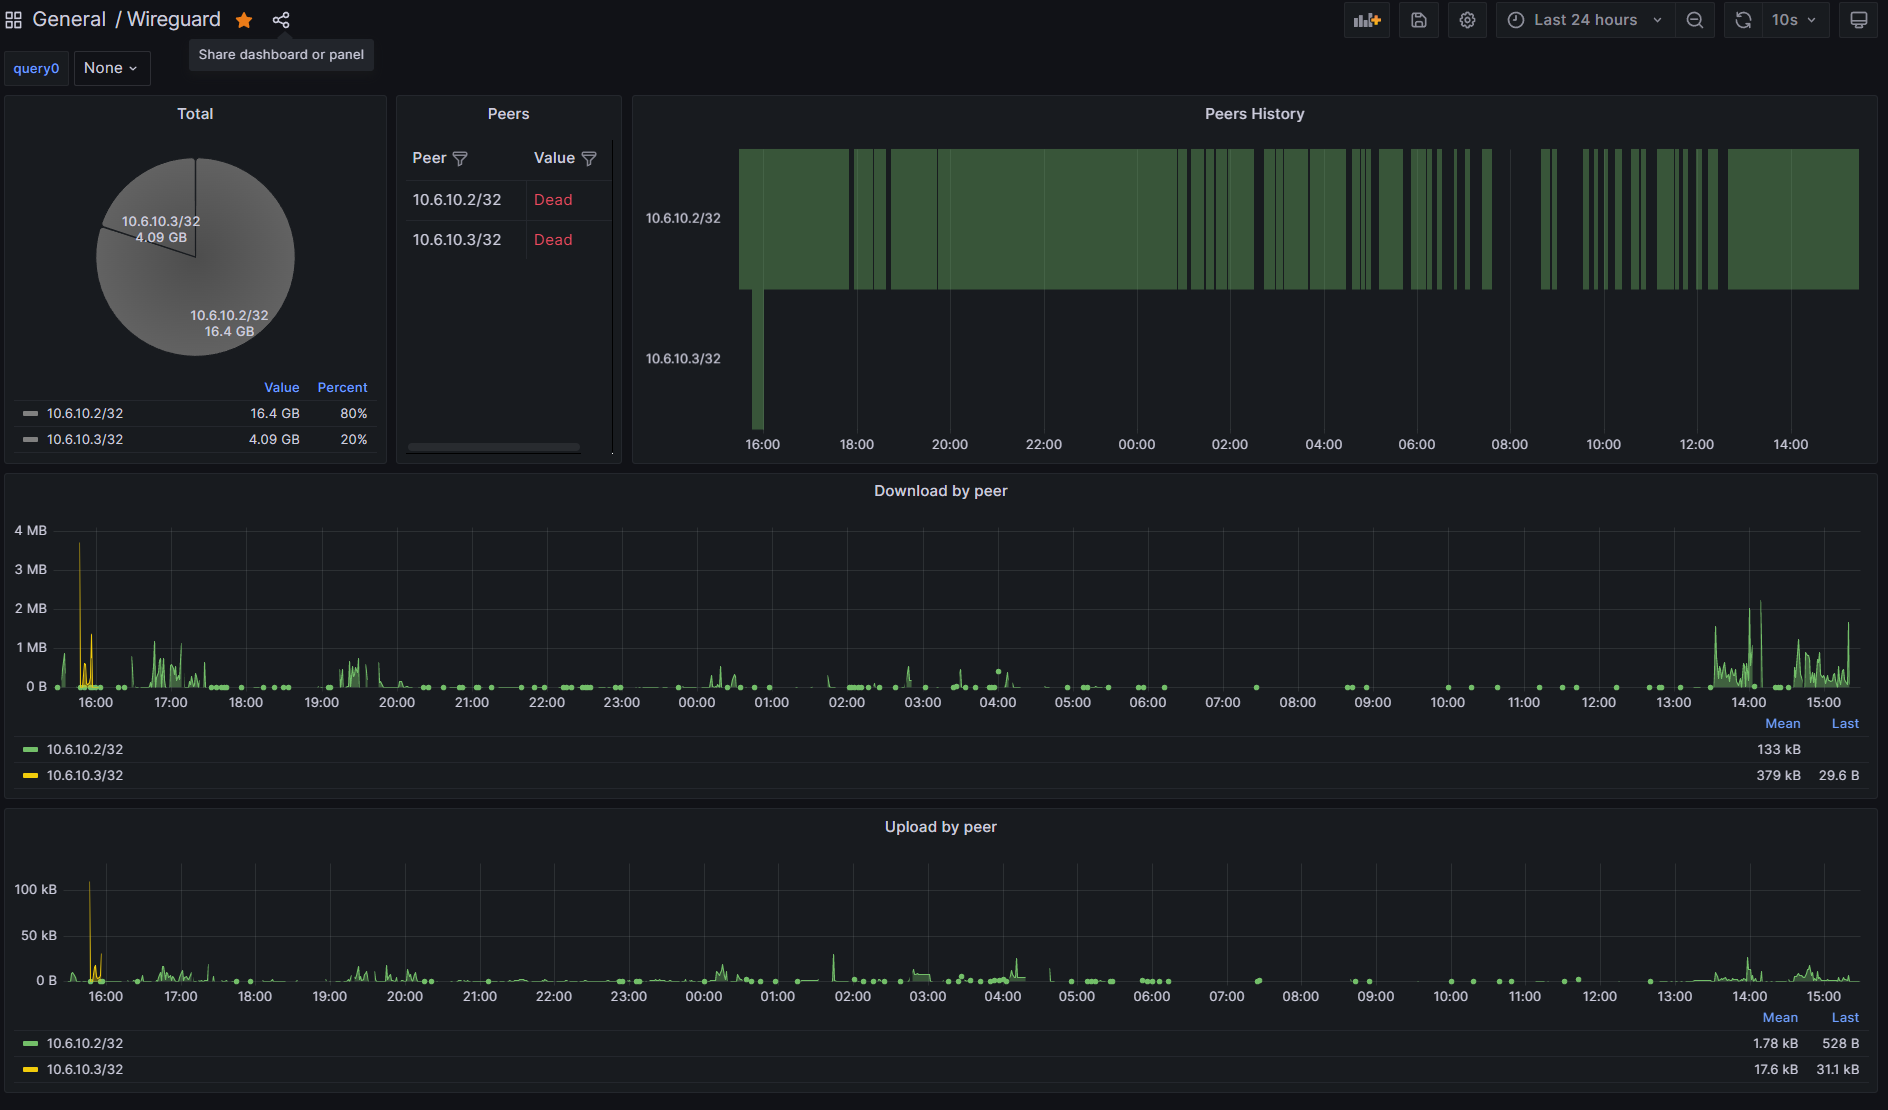 General / Wireguard
Last 24 hours
10s
Share dashboard or panel
query0
None
Total
10.6.10.3/32
4.09 GB
10.6.10.2/32
16.4 GB
Value Percent
10.6.10.2/32 16.4 GB 80%
10.6.10.3/32 4.09 GB 20%
Peers
Peer Value
10.6.10.2/32 Dead
10.6.10.3/32 Dead
Peers History
10.6.10.2/32
10.6.10.3/32
16:00 18:00 20:00 22:00 00:00 02:00 04:00 06:00 08:00 10:00 12:00 14:00
Download by peer
4 MB
3 MB
2 MB
1 MB
0 B
16:00 17:00 18:00 19:00 20:00 21:00 22:00 23:00 00:00 01:00 02:00 03:00 04:00 05:00 06:00 07:00 08:00 09:00 10:00 11:00 12:00 13:00 14:00 15:00
Mean Last
10.6.10.2/32 133 kB
10.6.10.3/32 379 kB 29.6 B
Upload by peer
100 kB
50 kB
0 B
16:00 17:00 18:00 19:00 20:00 21:00 22:00 23:00 00:00 01:00 02:00 03:00 04:00 05:00 06:00 07:00 08:00 09:00 10:00 11:00 12:00 13:00 14:00 15:00
Mean Last
10.6.10.2/32 1.78 kB 528 B
10.6.10.3/32 17.6 kB 31.1 kB